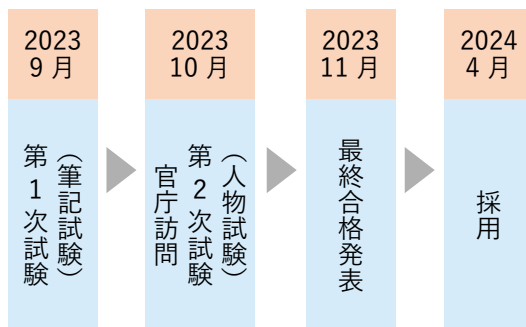 2023
9月
第1次試験
（筆記試験）
2023
10月
官庁訪問
第2次試験
（人物試験）
2023
11月
最終合格発表
2024
4月
採用